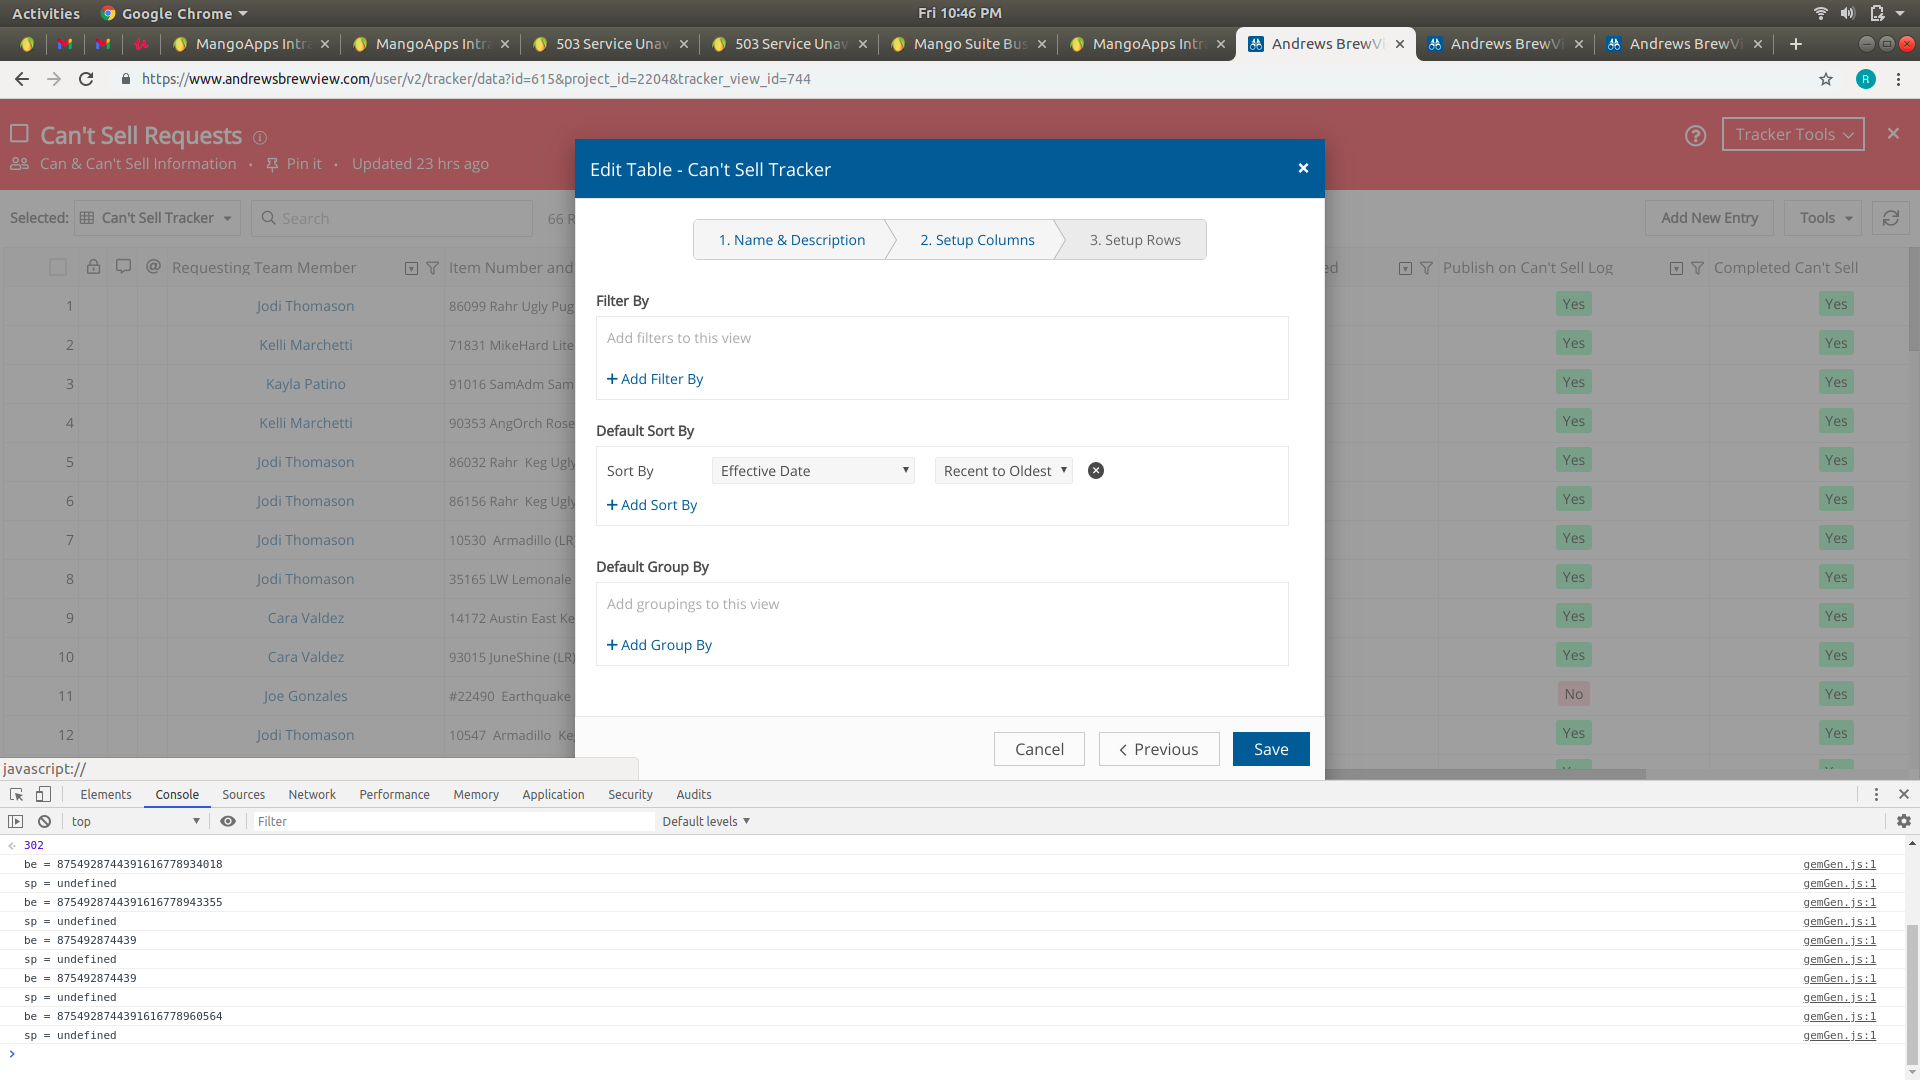 Activities Google Chrome Fri 10:46 PM
MangoApps Intra MangoApps Intra 503 Service Unav 503 Service Unav Mango Suite Bus MangoApps Intra Andrews BrewVi Andrews BrewVi Andrews BrewVi
https://www.andrewsbrewview.com/user/v2/tracker/data?id=615&project_id=2204&tracker_view_id=744 R
Can't Sell Requests
Can & Can't Sell Information · Pin it · Updated 23 hrs ago
Tracker Tools
Selected: Can't Sell Tracker Search 66 R Add New Entry Tools
Requesting Team Member Item Number and ed Publish on Can't Sell Log Completed Can't Sell
1 Jodi Thomason 86099 Rahr Ugly Pug Yes Yes
2 Kelli Marchetti 71831 MikeHard Lite Yes Yes
3 Kayla Patino 91016 SamAdm Sam Yes Yes
4 Kelli Marchetti 90353 AngOrch Rose Yes Yes
5 Jodi Thomason 86032 Rahr Keg Ugly Yes Yes
6 Jodi Thomason 86156 Rahr Keg Ugly Yes Yes
7 Jodi Thomason 10530 Armadillo (LR) Yes Yes
8 Jodi Thomason 35165 LW Lemonale Yes Yes
9 Cara Valdez 14172 Austin East Ke Yes Yes
10 Cara Valdez 93015 JuneShine (LR) Yes Yes
11 Joe Gonzales #22490 Earthquake No Yes
12 Jodi Thomason 10547 Armadillo Keg Yes Yes
Edit Table - Can't Sell Tracker
1. Name & Description 2. Setup Columns 3. Setup Rows
Filter By
Add filters to this view
+ Add Filter By
Default Sort By
Sort By Effective Date Recent to Oldest
+ Add Sort By
Default Group By
Add groupings to this view
+ Add Group By
Cancel Previous Save
javascript://
Elements Console Sources Network Performance Memory Application Security Audits
top Filter Default levels
302
be = 8754928744391616778934018 gemGen.js:1
sp = undefined gemGen.js:1
be = 8754928744391616778943355 gemGen.js:1
sp = undefined gemGen.js:1
be = 875492874439 gemGen.js:1
sp = undefined gemGen.js:1
be = 875492874439 gemGen.js:1
sp = undefined gemGen.js:1
be = 8754928744391616778960564 gemGen.js:1
sp = undefined gemGen.js:1